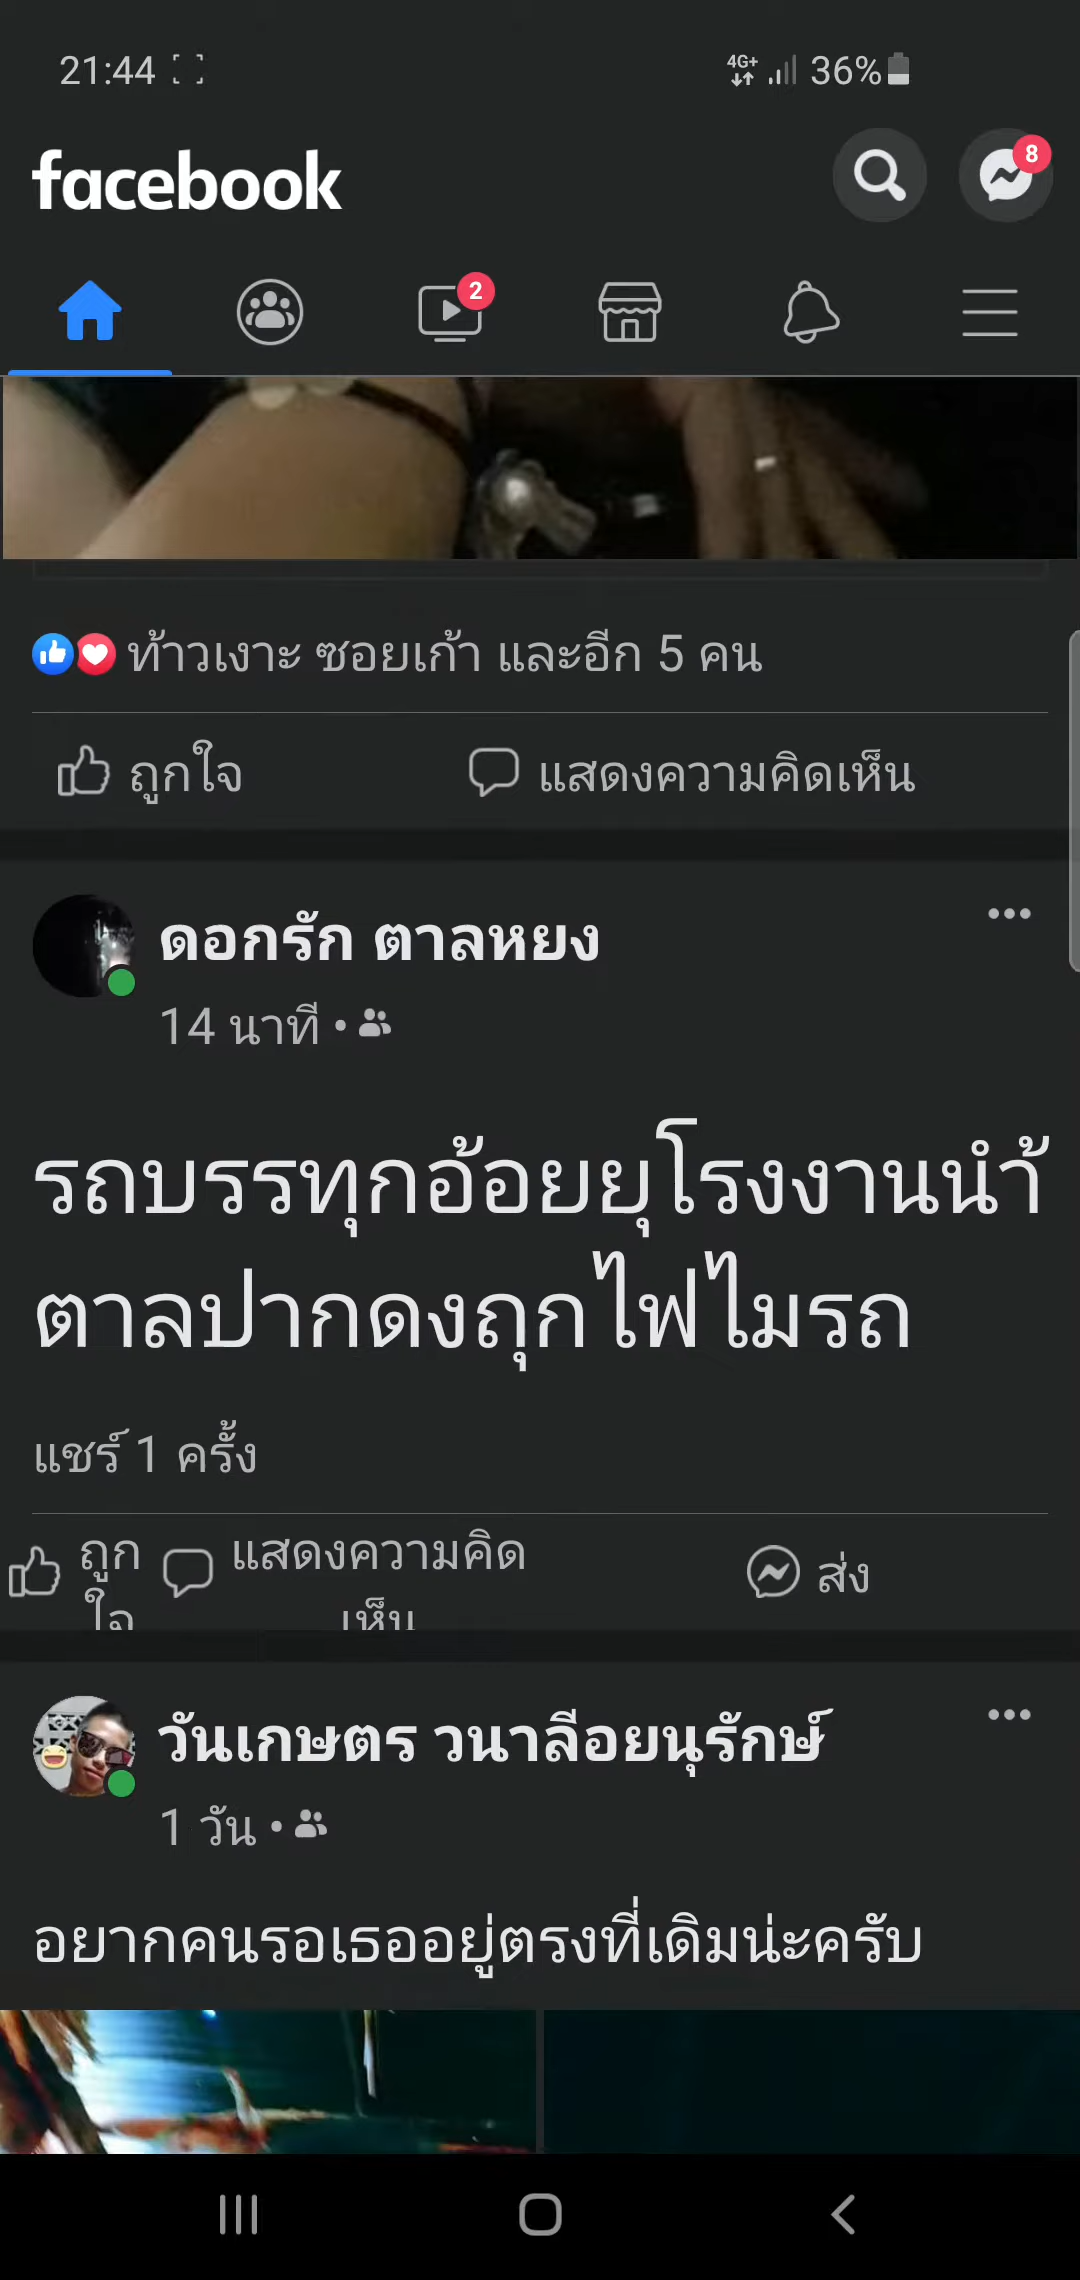 21:44
4G+ 36%
facebook
8
2
ท้าวเงาะ ซอยเก้า และอีก 5 คน
ถูกใจ แสดงความคิดเห็น
ดอกรัก ตาลหยง
14 นาที
รถบรรทุกอ้อยยุโรงงานนำ้
ตาลปากดงถุกไฟไมรถ
แชร์ 1 ครั้ง
ถูก
ใจ
แสดงความคิด
เห็น
ส่ง
วันเกษตร วนาลีอยนุรักษ์
1 วัน
อยากคนรอเธออยู่ตรงที่เดิมน่ะครับ